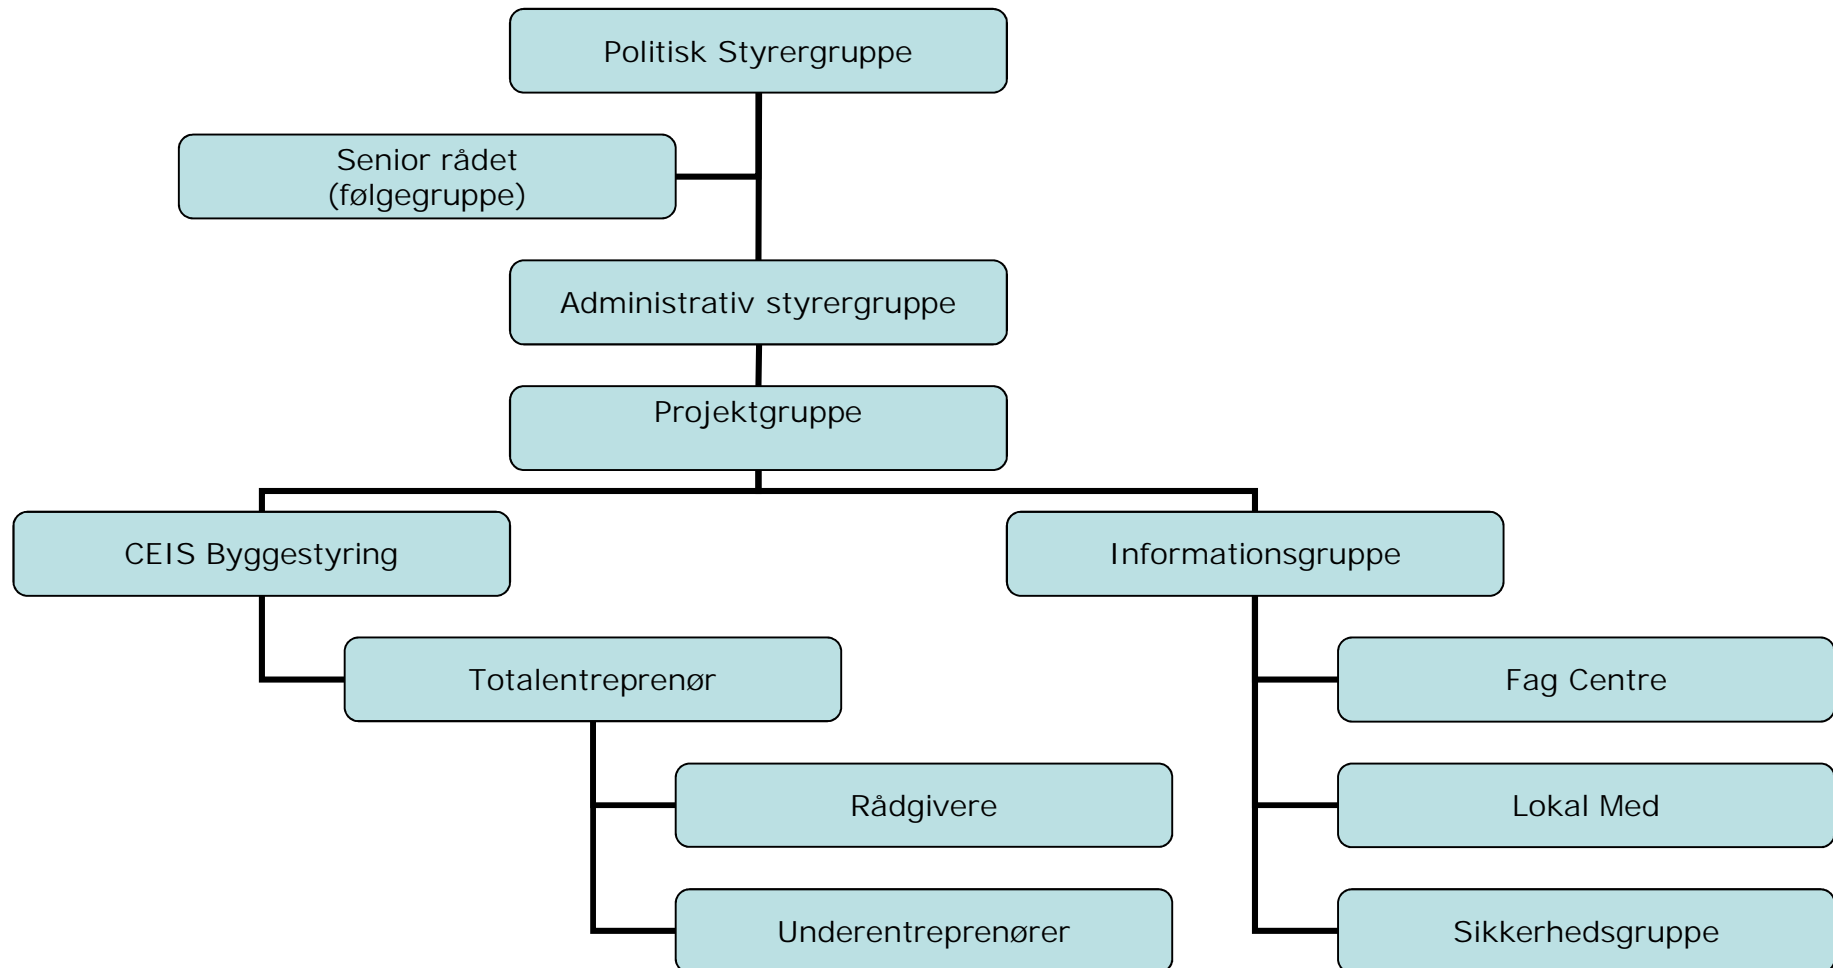 Politisk Styrergruppe
Senior rådet
(følgegruppe)
Administrativ styrergruppe
Projektgruppe
CEIS Byggestyring
Informationsgruppe
Totalentreprenør
Fag Centre
Rådgivere
Lokal Med
Underentreprenører
Sikkerhedsgruppe